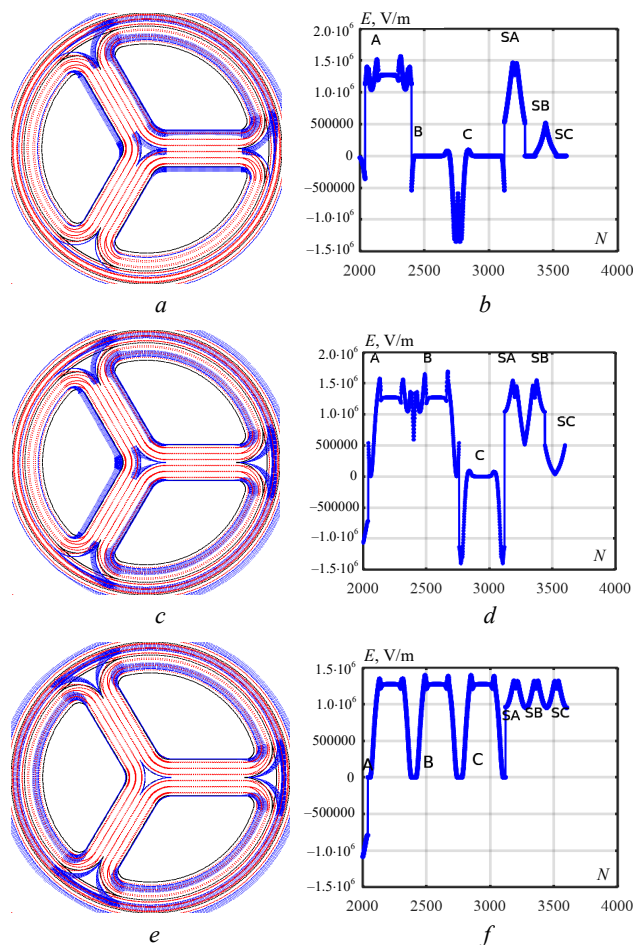 E, V/m
2.0·10⁶
1.5·10⁶
1.0·10⁶
500000
0
−500000
−1.0·10⁶
−1.5·10⁶
A
B
C
SA
SB
SC
N
2000 2500 3000 3500 4000
a
b
E, V/m
2.0·10⁶
1.5·10⁶
1.0·10⁶
500000
0
−500000
−1.0·10⁶
−1.5·10⁶
A
B
C
SA
SB
SC
N
2000 2500 3000 3500 4000
c
d
E, V/m
1.5·10⁶
1.0·10⁶
500000
0
−500000
−1.0·10⁶
−1.5·10⁶
A
B
C
SA
SB
SC
N
2000 2500 3000 3500 4000
e
f